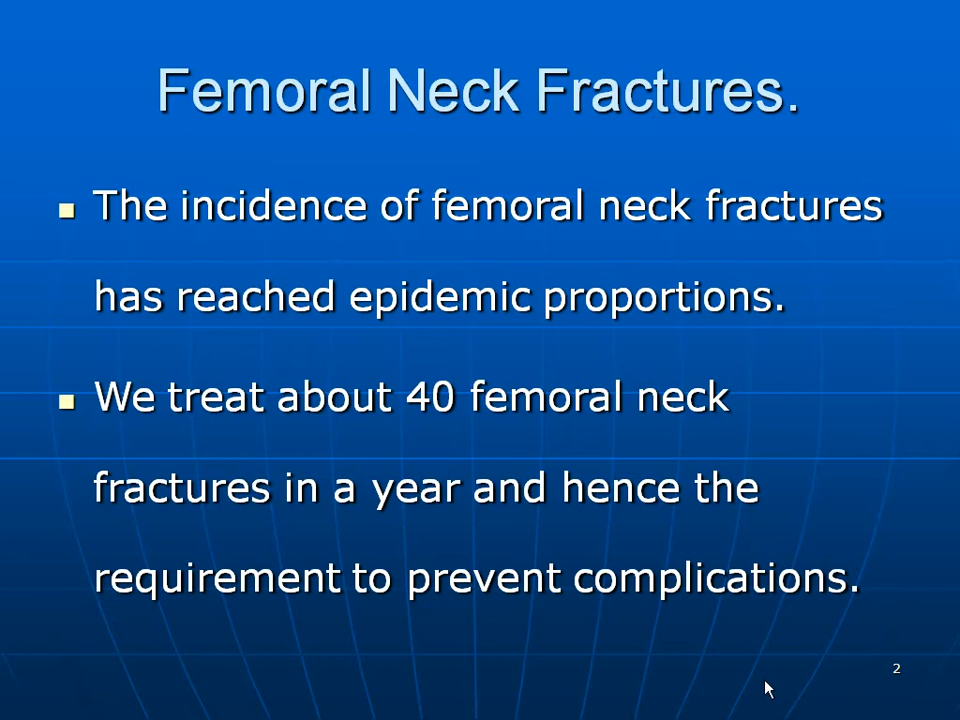 Femoral Neck Fractures.
The incidence of femoral neck fractures
has reached epidemic proportions.
We treat about 40 femoral neck
fractures in a year and hence the
requirement to prevent complications.
2